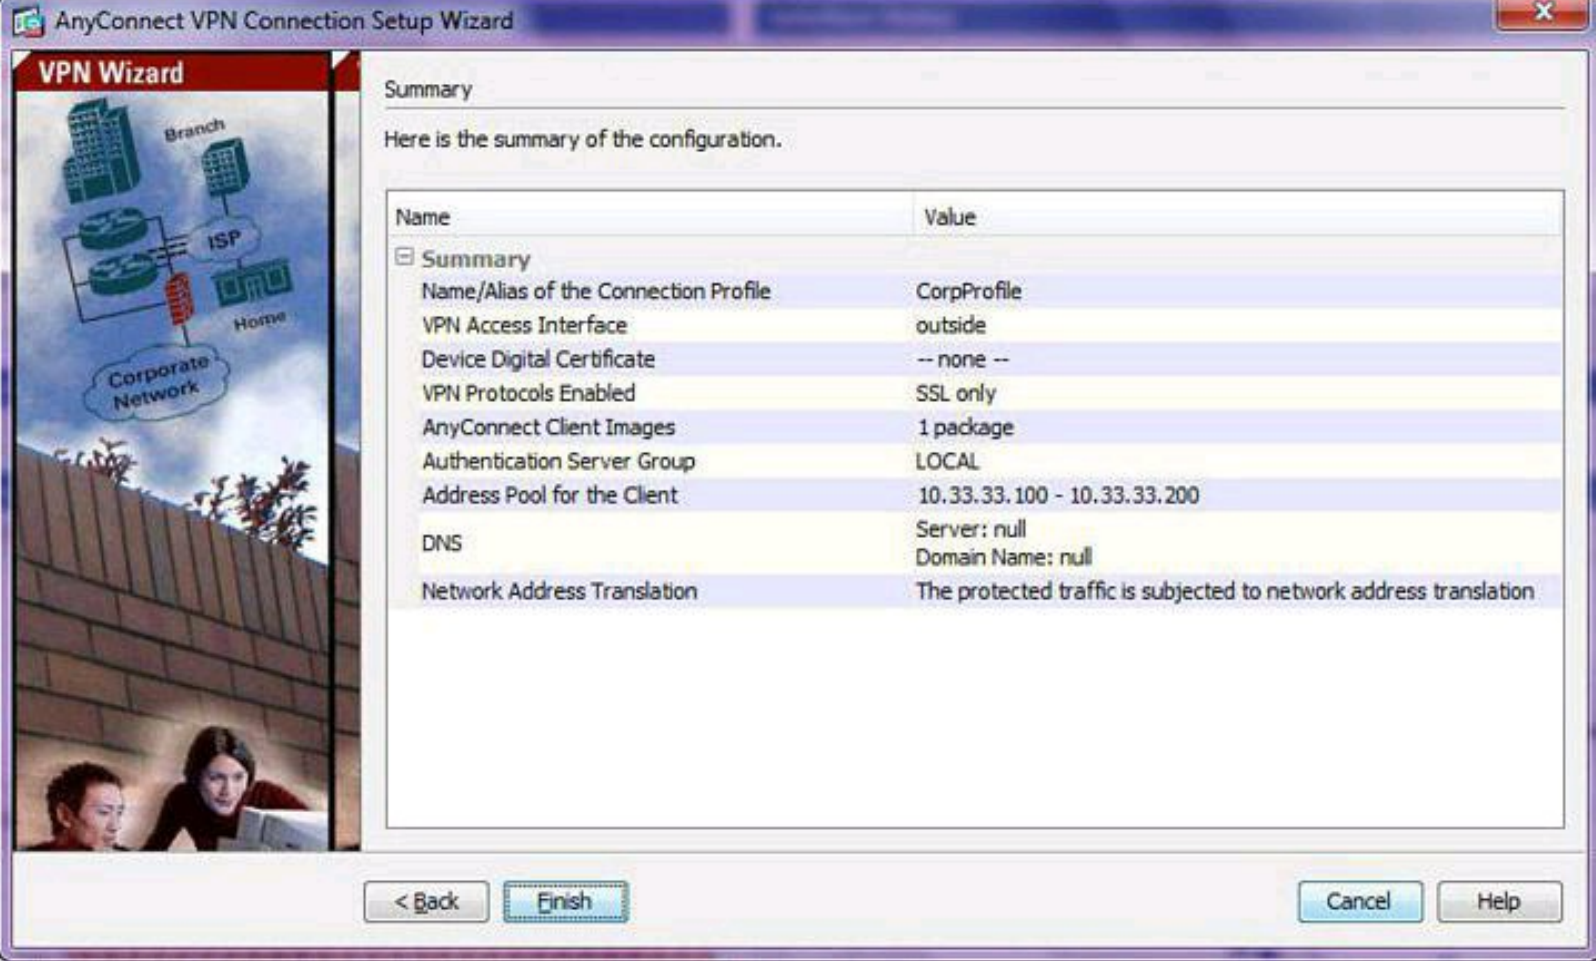 AnyConnect VPN Connection Setup Wizard
X
VPN Wizard
Branch
ISP
Home
Corporate
Network
Summary
Here is the summary of the configuration.
Name Value
Summary
Name/Alias of the Connection Profile CorpProfile
VPN Access Interface outside
Device Digital Certificate -- none --
VPN Protocols Enabled SSL only
AnyConnect Client Images 1 package
Authentication Server Group LOCAL
Address Pool for the Client 10.33.33.100 - 10.33.33.200
DNS Server: null
Domain Name: null
Network Address Translation The protected traffic is subjected to network address translation
< Back Finish Cancel Help